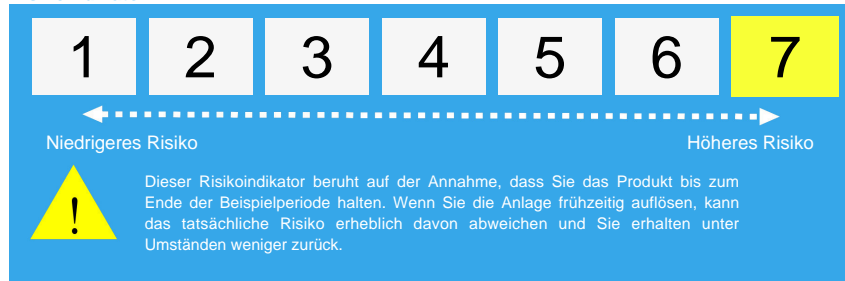 1 2 3 4 5 6 7
Niedrigeres Risiko Höheres Risiko
!
Dieser Risikoindikator beruht auf der Annahme, dass Sie das Produkt bis zum
Ende der Beispielperiode halten. Wenn Sie die Anlage frühzeitig auflösen, kann
das tatsächliche Risiko erheblich davon abweichen und Sie erhalten unter
Umständen weniger zurück.